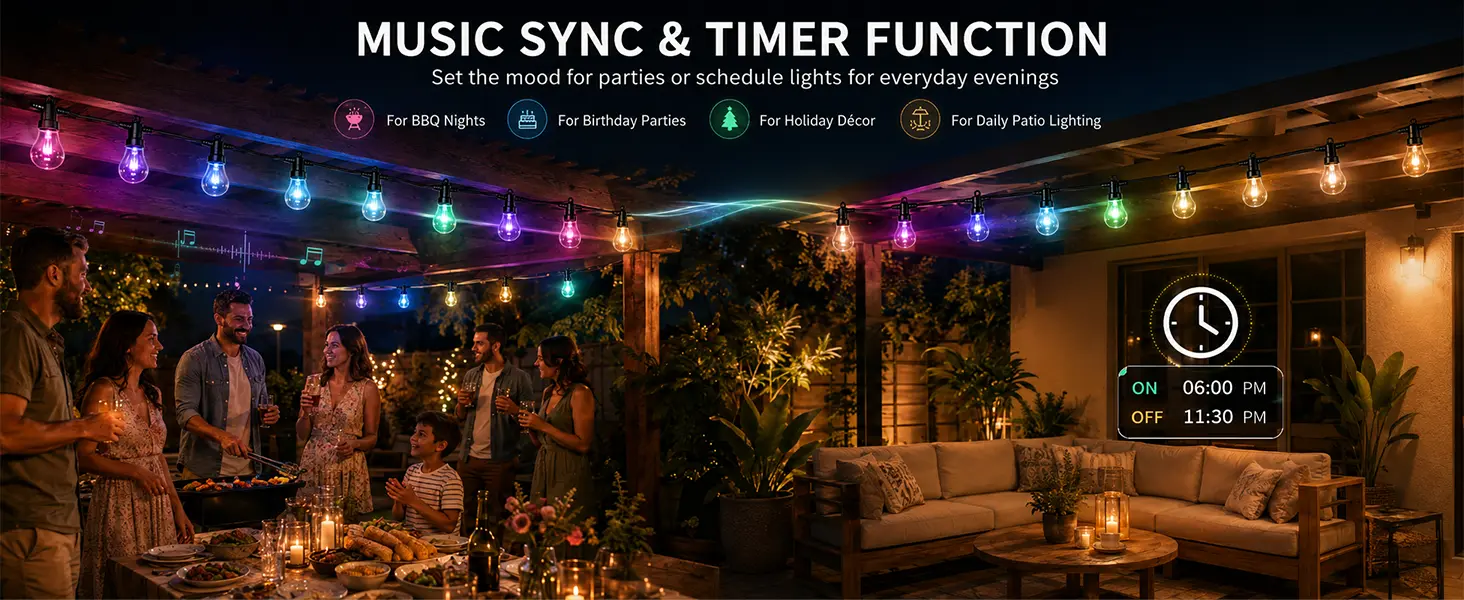 MUSIC SYNC & TIMER FUNCTION
Set the mood for parties or schedule lights for everyday evenings
For BBQ Nights For Birthday Parties For Holiday Décor For Daily Patio Lighting
ON 06:00 PM
OFF 11:30 PM